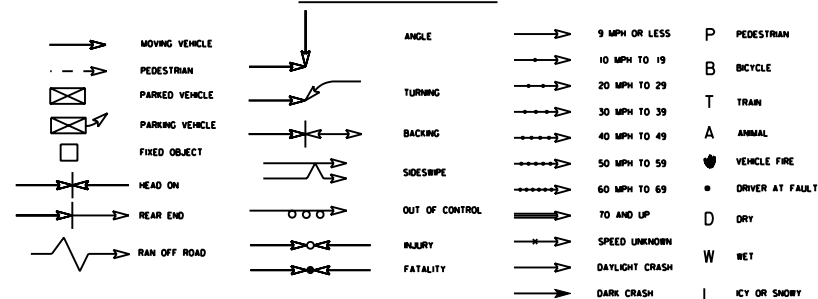 MOVING VEHICLE
PEDESTRIAN
PARKED VEHICLE
PARKING VEHICLE
FIXED OBJECT
HEAD ON
REAR END
RAN OFF ROAD
ANGLE
TURNING
BACKING
SIDESWIPE
OUT OF CONTROL
INJURY
FATALITY
9 MPH OR LESS
10 MPH TO 19
20 MPH TO 29
30 MPH TO 39
40 MPH TO 49
50 MPH TO 59
60 MPH TO 69
70 AND UP
SPEED UNKNOWN
DAYLIGHT CRASH
DARK CRASH
P PEDESTRIAN
B BICYCLE
T TRAIN
A ANIMAL
VEHICLE FIRE
DRIVER AT FAULT
D DRY
W WET
I ICY OR SNOWY